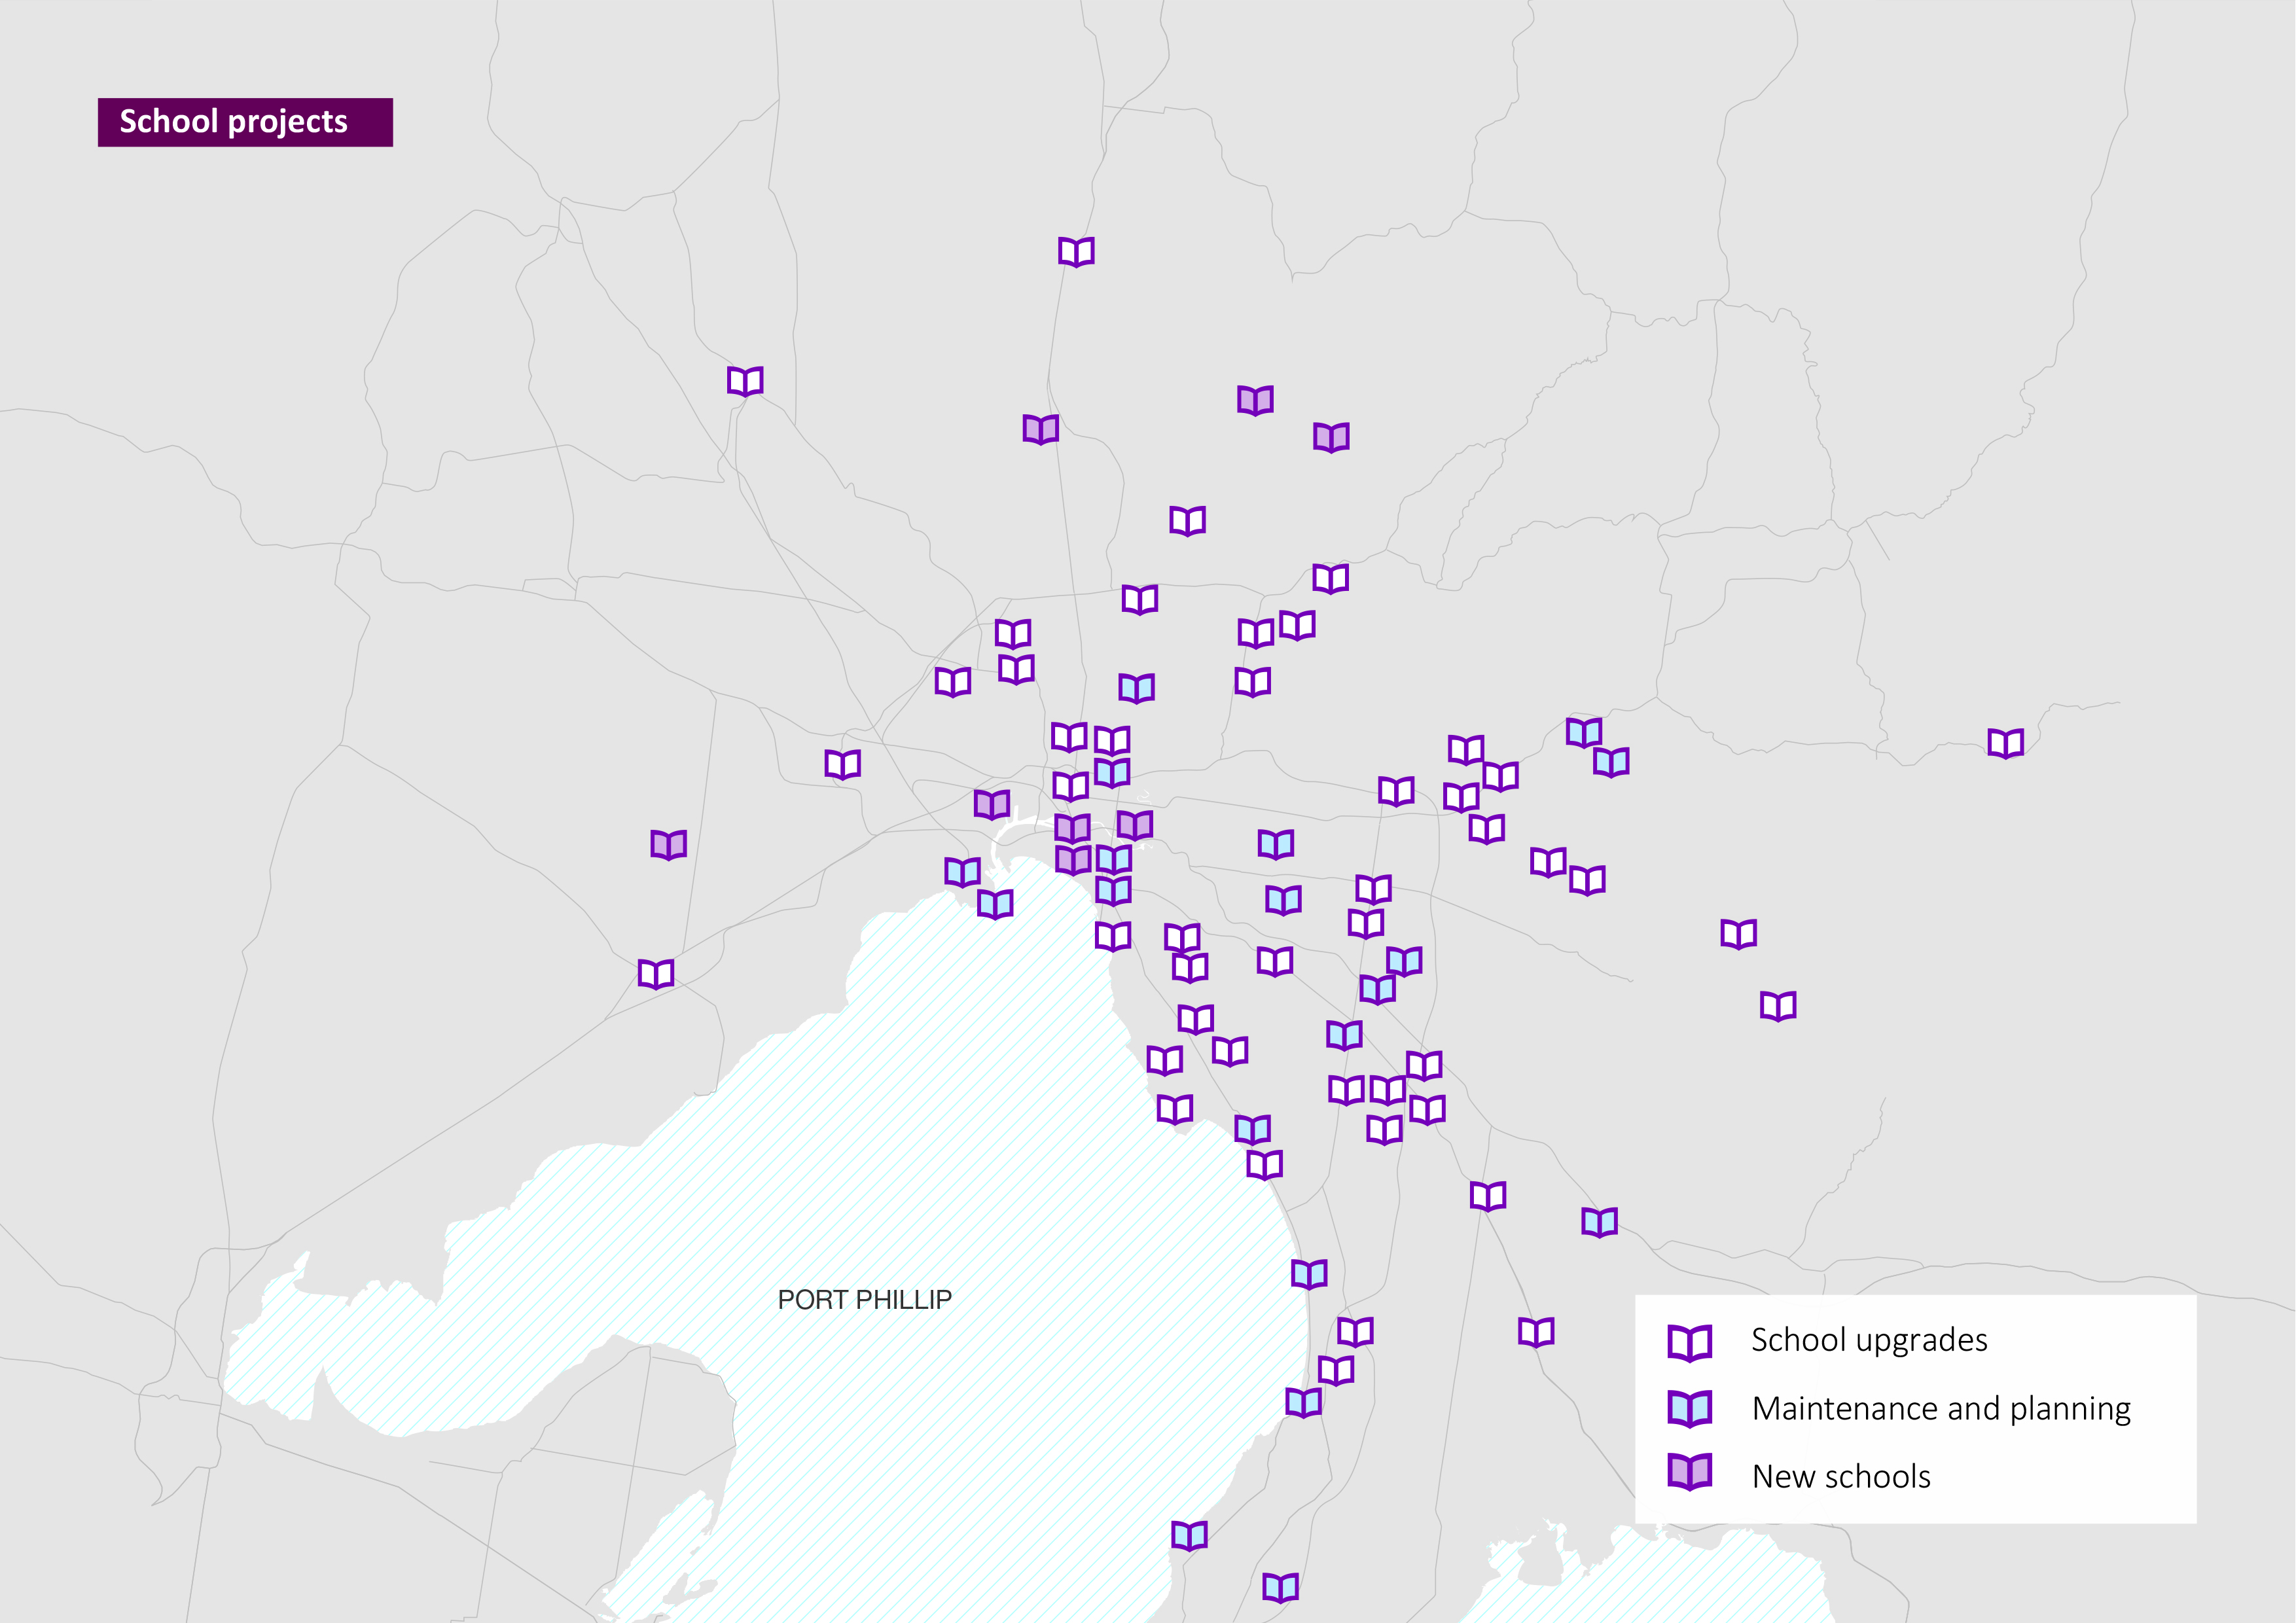 School projects
PORT PHILLIP
School upgrades
Maintenance and planning
New schools